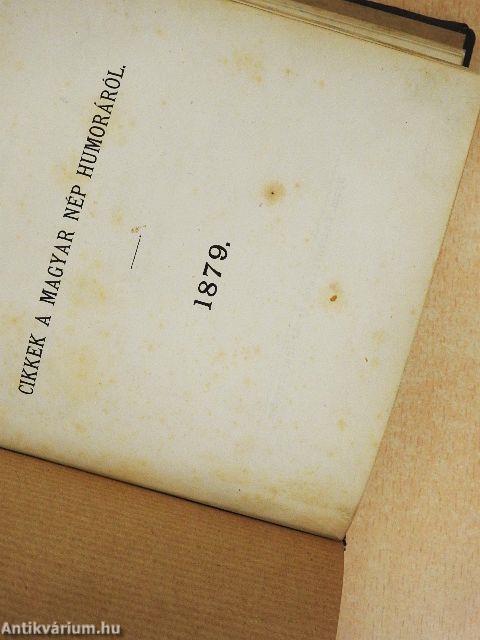 CIKKEK A MAGYAR NÉP HUMORÁRÓL.
1879.
Antikvárium.hu